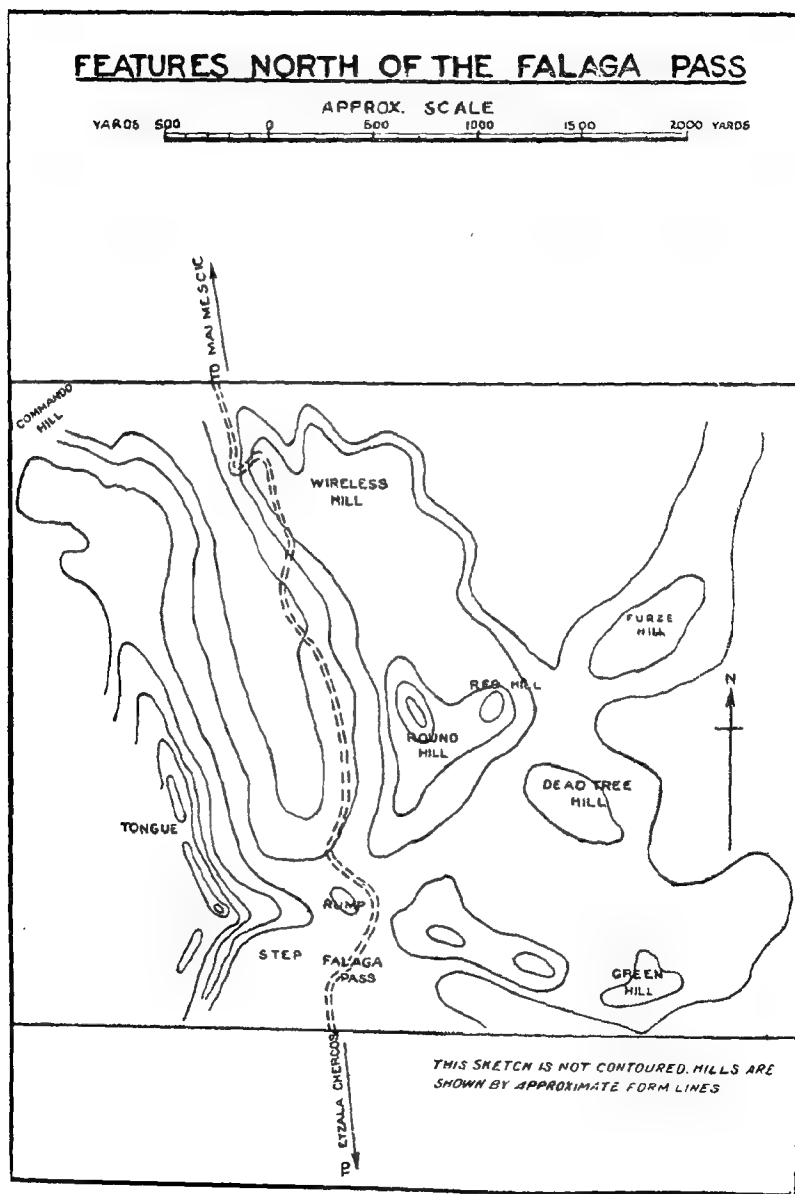 FEATURES NORTH OF THE FALAGA PASS
APPROX. SCALE
YARDS 500 0 500 1000 1500 2000 YARDS
TO MAI MESCIC
COMMANDO
HILL
WIRELESS
HILL
FURZE
HILL
RED HILL
N
ROUND
HILL
DEAD TREE
HILL
TONGUE
RUMP
STEP
FALAGA
PASS
GREEN
HILL
TO EYZALA CHERCOS
THIS SKETCH IS NOT CONTOURED. HILLS ARE
SHOWN BY APPROXIMATE FORM LINES